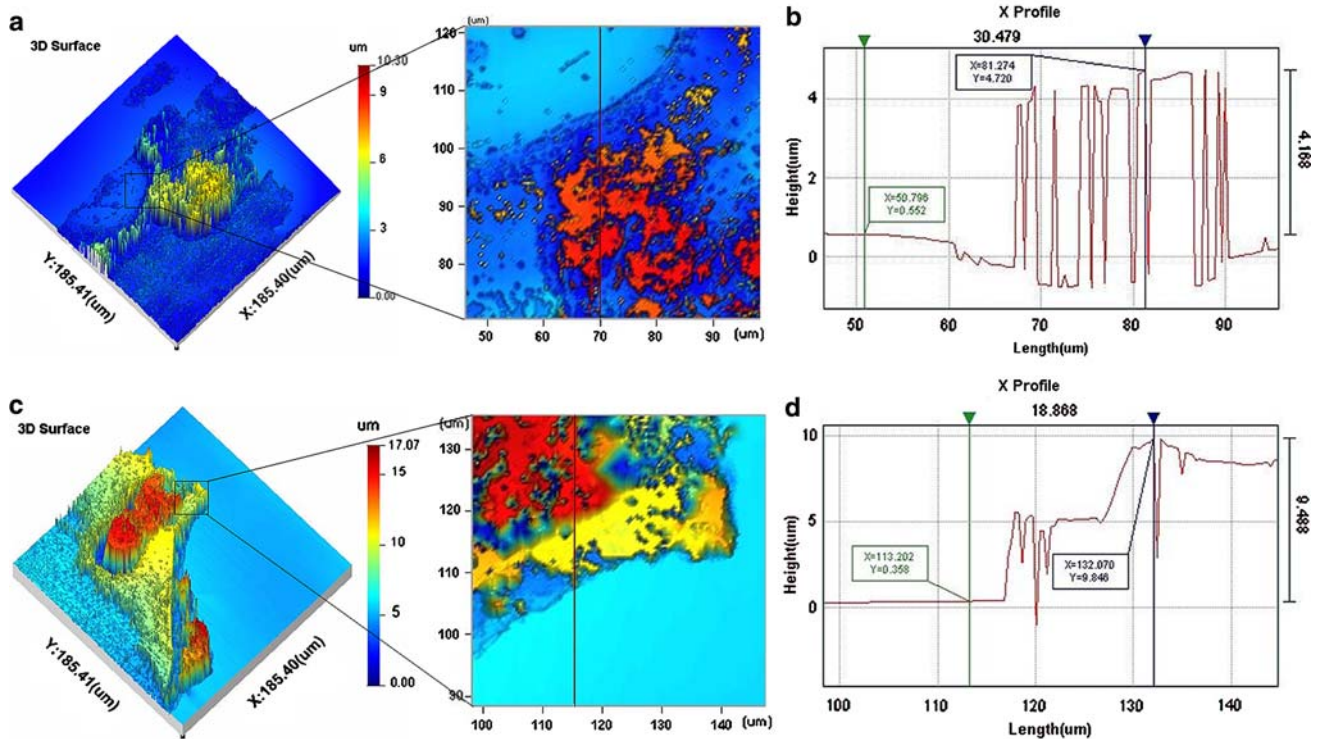 a
3D Surface
um
10.30
9
6
3
0.00
Y:185.41(um)
X:185.40(um)
(um)
120
110
100
90
80
50 60 70 80 90 (um)
b
X Profile
30.479
X=81.274
Y=4.720
X=50.796
Y=0.552
4.168
Height(um)
4
2
0
50 60 70 80 90
Length(um)
c
3D Surface
um
17.07
15
10
5
0.00
Y:185.41(um)
X:185.40(um)
(um)
130
120
110
100
90
100 110 120 130 140 (um)
d
X Profile
18.868
X=113.202
Y=0.358
X=132.070
Y=9.846
9.488
Height(um)
10
5
0
100 110 120 130 140
Length(um)